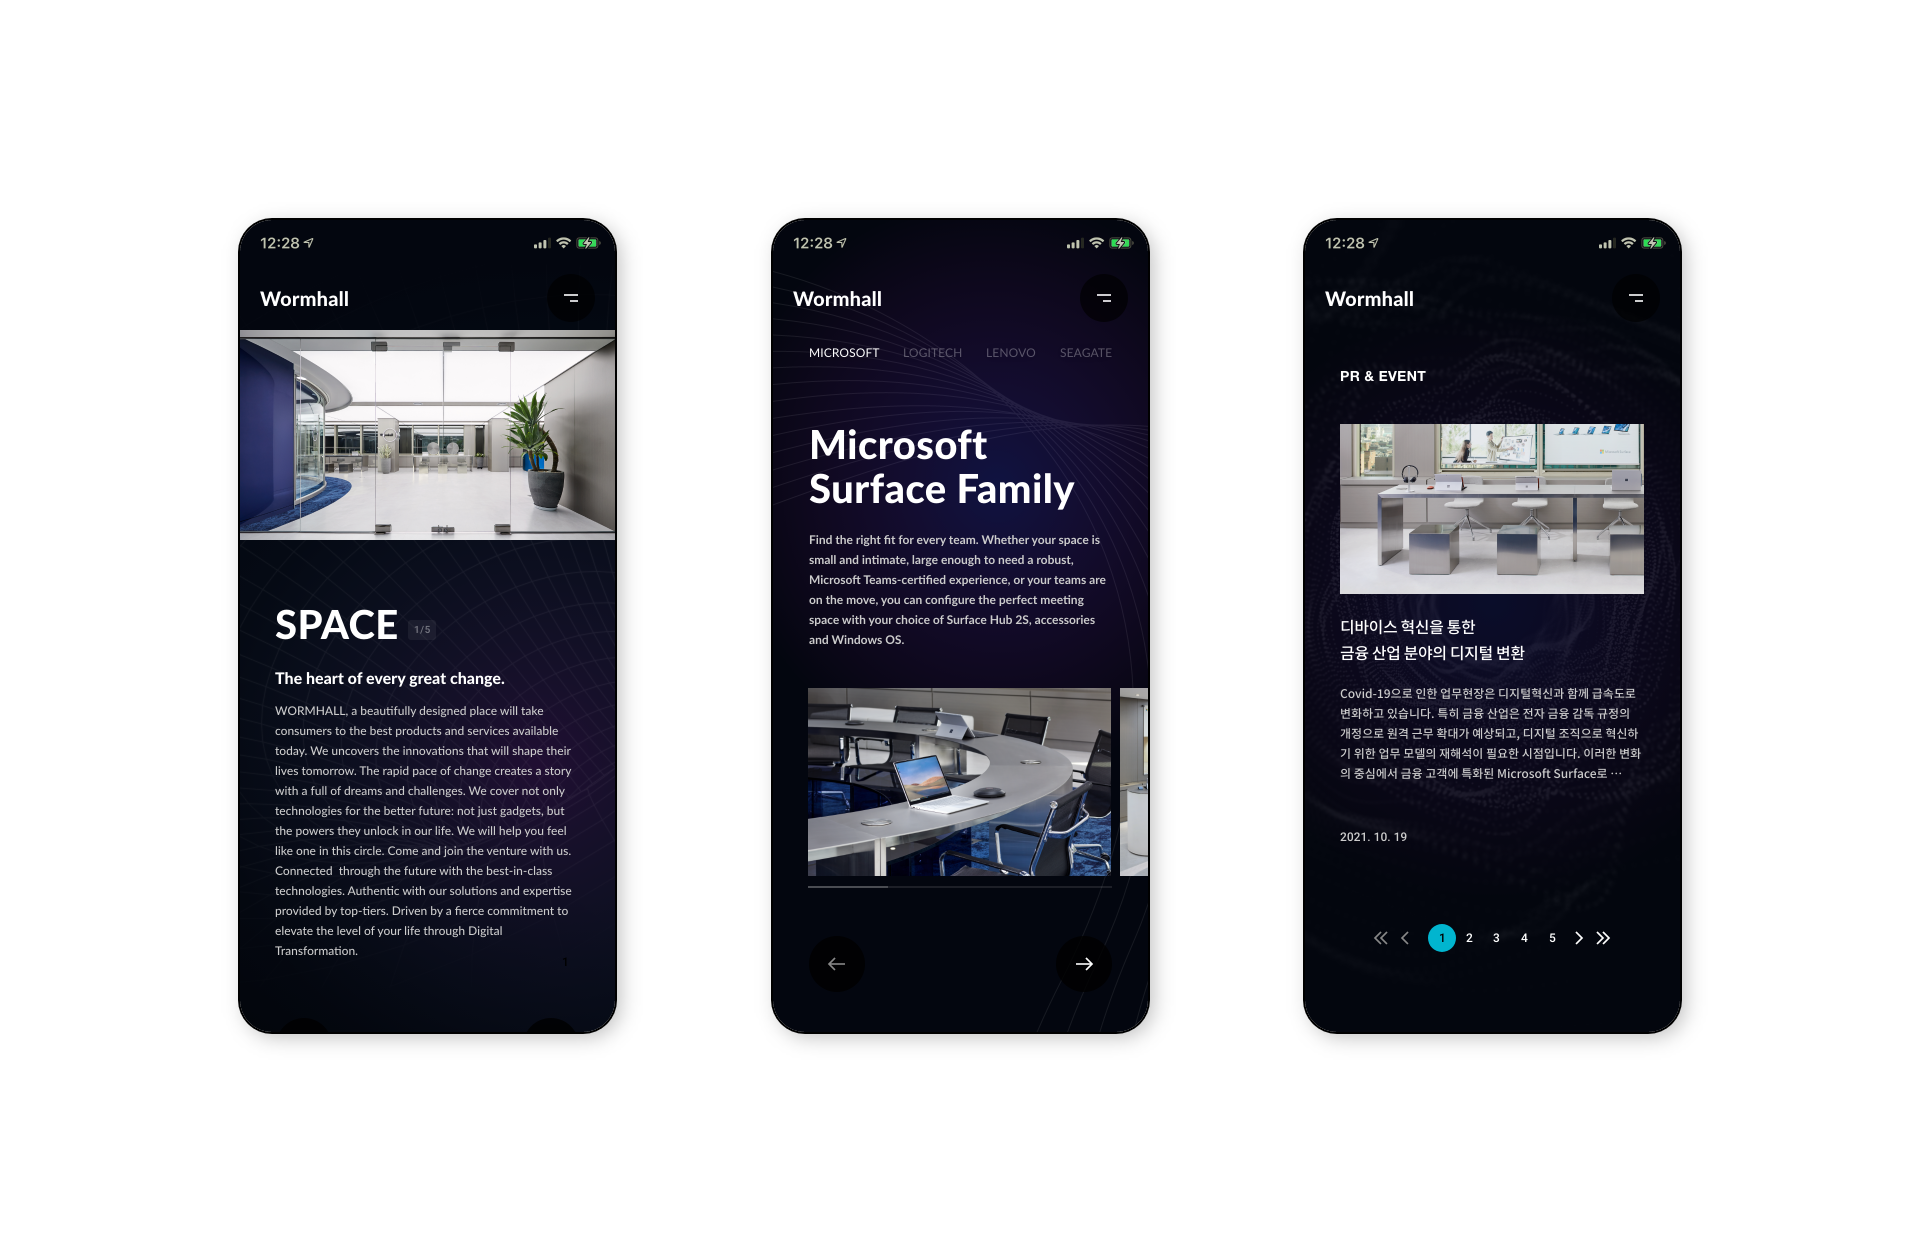 12:28
Wormhall
SPACE
1/5
The heart of every great change.
WORMHALL, a beautifully designed place will take
consumers to the best products and services available
today. We uncovers the innovations that will shape their
lives tomorrow. The rapid pace of change creates a story
with a full of dreams and challenges. We cover not only
technologies for the better future: not just gadgets, but
the powers they unlock in our life. We will help you feel
like one in this circle. Come and join the venture with us.
Connected  through the future with the best-in-class
technologies. Authentic with our solutions and expertise
provided by top-tiers. Driven by a fierce commitment to
elevate the level of your life through Digital
Transformation.
1
12:28
Wormhall
MICROSOFT LOGITECH LENOVO SEAGATE
Microsoft
Surface Family
Find the right fit for every team. Whether your space is
small and intimate, large enough to need a robust,
Microsoft Teams-certified experience, or your teams are
on the move, you can configure the perfect meeting
space with your choice of Surface Hub 2S, accessories
and Windows OS.
12:28
Wormhall
PR & EVENT
디바이스 혁신을 통한
금융 산업 분야의 디지털 변환
Covid-19으로 인한 업무현장은 디지털혁신과 함께 급속도로
변화하고 있습니다. 특히 금융 산업은 전자 금융 감독 규정의
개정으로 원격 근무 확대가 예상되고, 디지털 조직으로 혁신하
기 위한 업무 모델의 재해석이 필요한 시점입니다. 이러한 변화
의 중심에서 금융 고객에 특화된 Microsoft Surface로 ···
2021. 10. 19
1 2 3 4 5